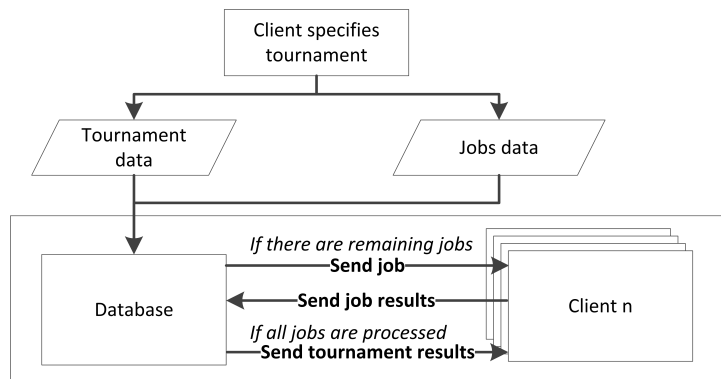 Client specifies
tournament
Tournament
data
Jobs data
If there are remaining jobs
Send job
Database
Send job results
Client n
If all jobs are processed
Send tournament results